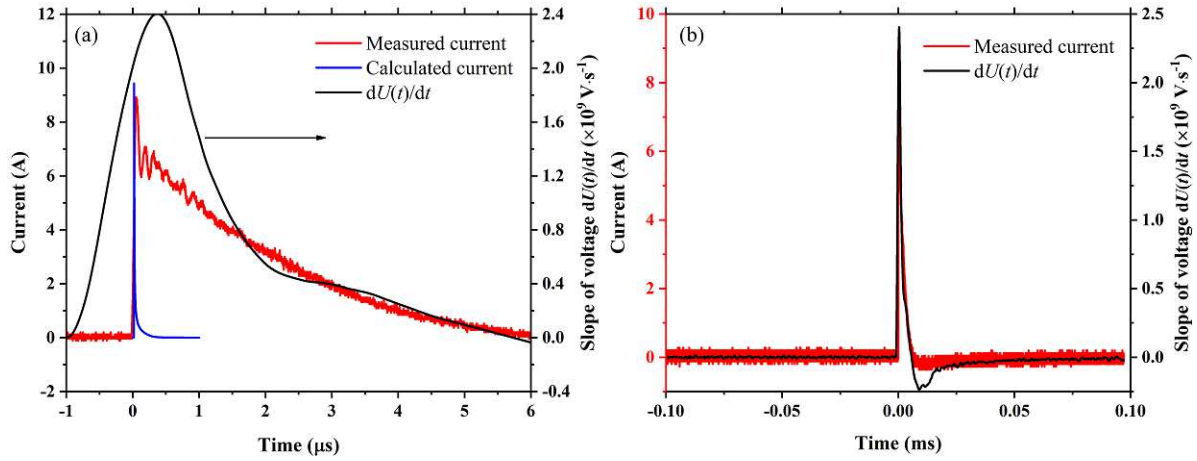 (a)
Measured current
Calculated current
dU(t)/dt
Current (A)
14
12
10
8
6
4
2
0
-2
Slope of voltage dU(t)/dt (×10⁹ V·s⁻¹)
2.4
2.0
1.6
1.2
0.8
0.4
0.0
-0.4
-1 0 1 2 3 4 5 6
Time (μs)
(b)
Measured current
dU(t)/dt
Current (A)
10
8
6
4
2
0
Slope of voltage dU(t)/dt (×10⁹ V·s⁻¹)
2.5
2.0
1.5
1.0
0.5
0.0
-0.10 -0.05 0.00 0.05 0.10
Time (ms)